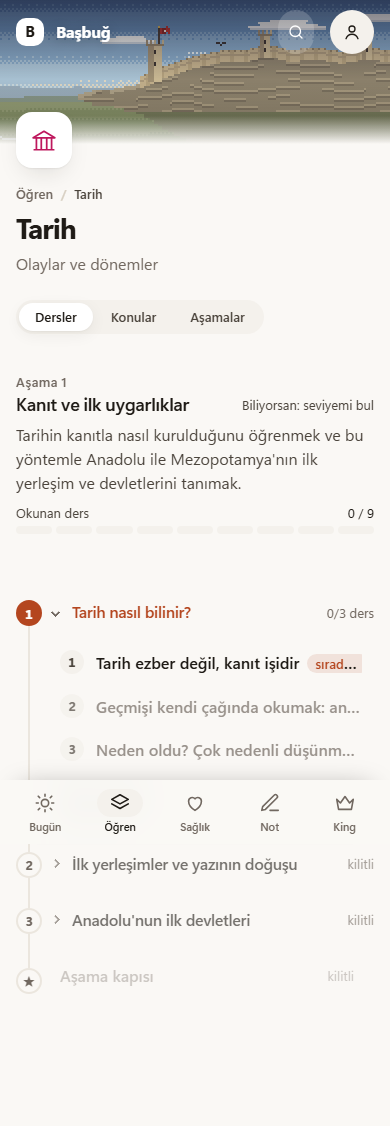 B Başbuğ
Öğren / Tarih
Tarih
Olaylar ve dönemler
Dersler Konular Aşamalar
Aşama 1
Kanıt ve ilk uygarlıklar Biliyorsan: seviyemi bul
Tarihin kanıtla nasıl kurulduğunu öğrenmek ve bu
yöntemle Anadolu ile Mezopotamya'nın ilk
yerleşim ve devletlerini tanımak.
Okunan ders 0 / 9
1 Tarih nasıl bilinir? 0/3 ders
1 Tarih ezber değil, kanıt işidir sırad...
2 Geçmişi kendi çağında okumak: an...
3 Neden oldu? Çok nedenli düşünm...
Bugün Öğren Sağlık Not King
2 İlk yerleşimler ve yazının doğuşu kilitli
3 Anadolu'nun ilk devletleri kilitli
Aşama kapısı kilitli